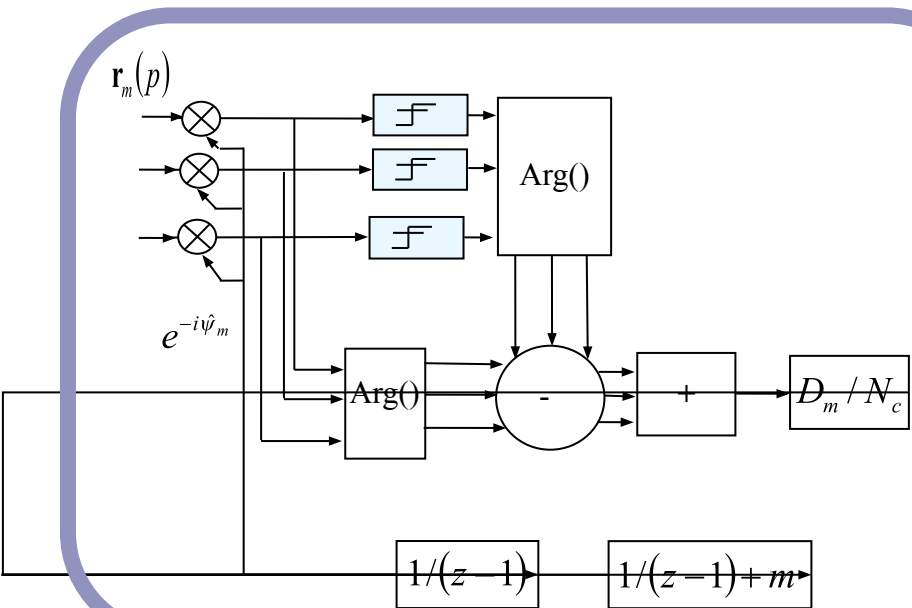 r_m(p)
Arg()
e^{-iψ̂_m}
Arg()
-
+
D_m / N_c
1/(z−1)
1/(z−1)+m